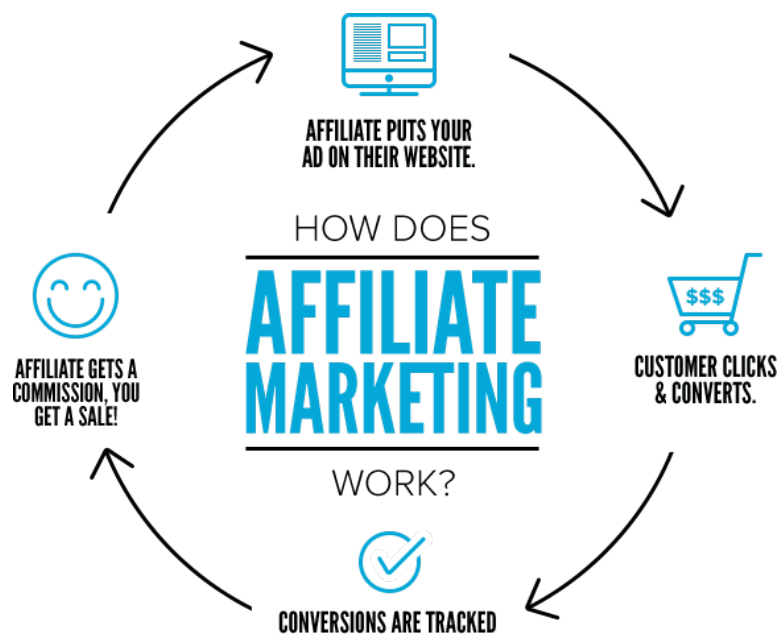 AFFILIATE PUTS YOUR
AD ON THEIR WEBSITE.
HOW DOES
AFFILIATE
MARKETING
WORK?
$$$
CUSTOMER CLICKS
& CONVERTS.
CONVERSIONS ARE TRACKED
AFFILIATE GETS A
COMMISSION, YOU
GET A SALE!